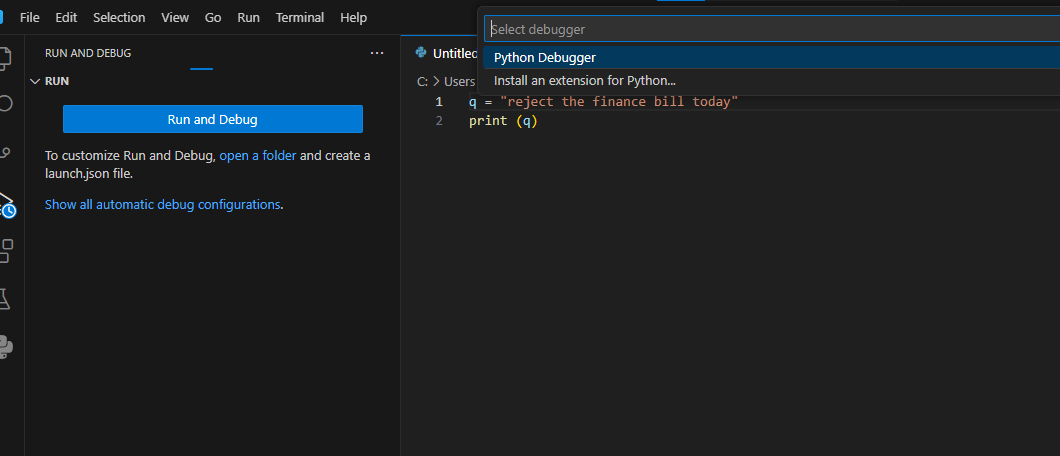 File Edit Selection View Go Run Terminal Help
Select debugger
Python Debugger
Install an extension for Python...
RUN AND DEBUG ...
RUN
Run and Debug
To customize Run and Debug, open a folder and create a
launch.json file.
Show all automatic debug configurations.
Untitled
C: > Users
1 q = "reject the finance bill today"
2 print (q)